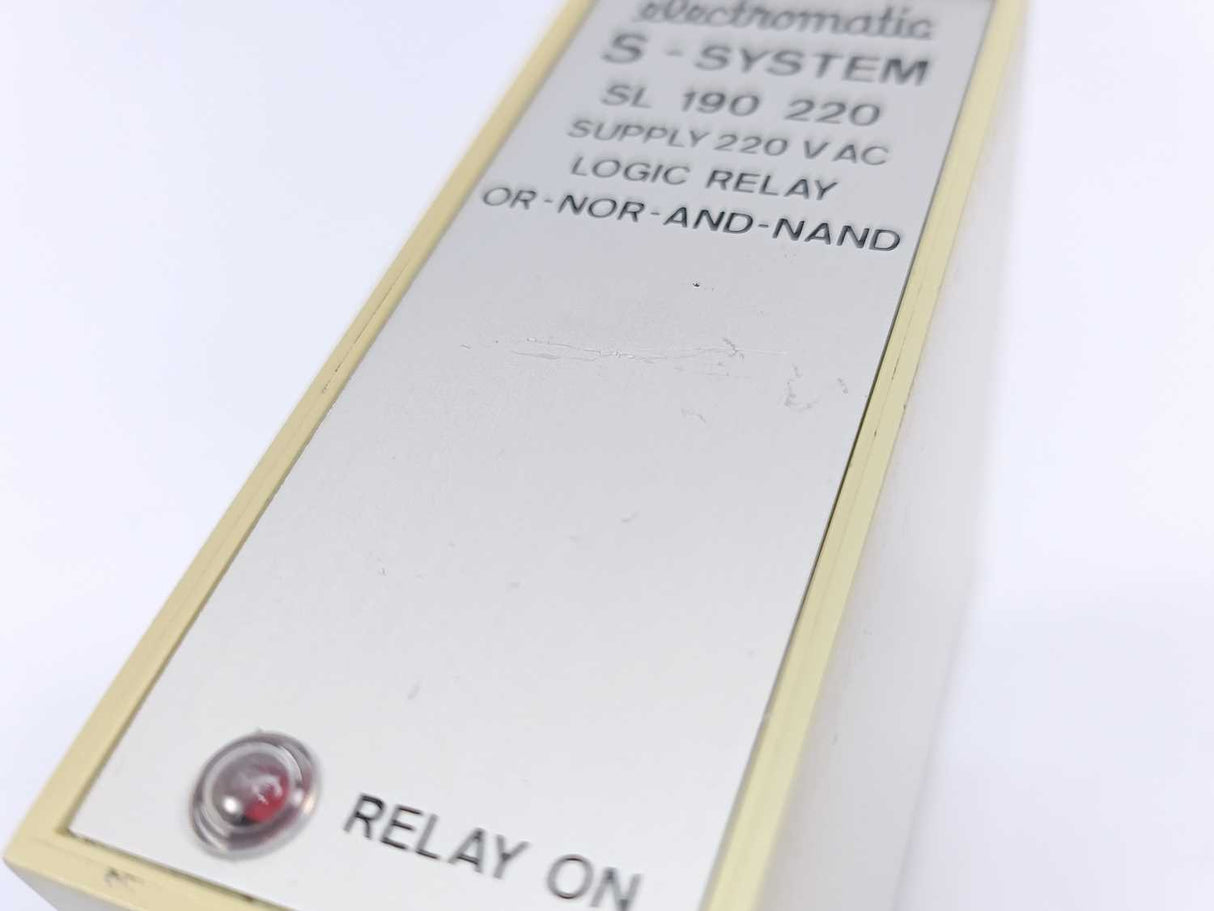 electromatic
S-SYSTEM
SL 190 220
SUPPLY 220 V AC
LOGIC RELAY
OR-NOR-AND-NAND
RELAY ON